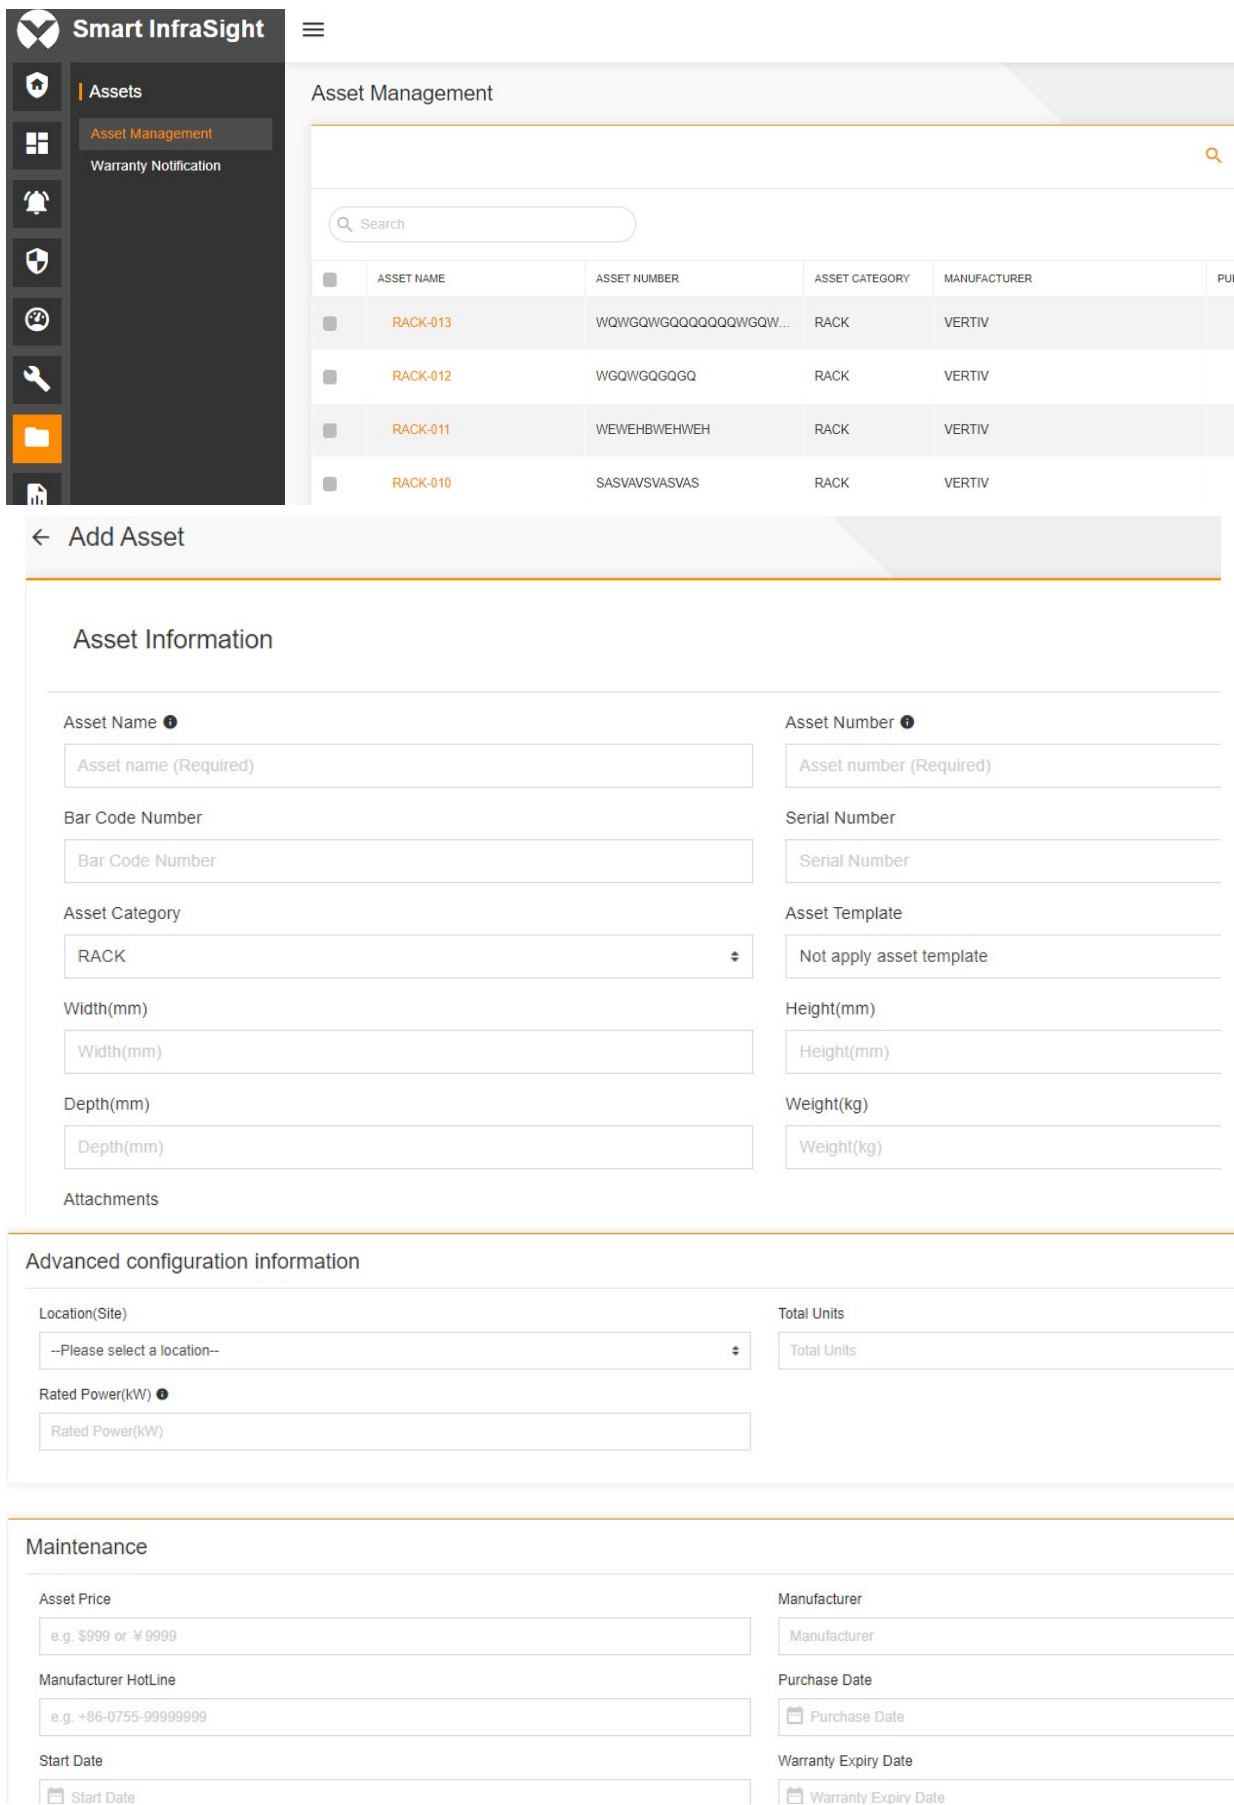 Smart InfraSight
Assets
Asset Management
Warranty Notification
Asset Management
Search
ASSET NAME ASSET NUMBER ASSET CATEGORY MANUFACTURER
RACK-013 WQWGQWGQQQQQQQWGQW... RACK VERTIV
RACK-012 WGQWGQGQGQ RACK VERTIV
RACK-011 WEWEHBWEHWEH RACK VERTIV
RACK-010 SASVAVSVASVAS RACK VERTIV
Add Asset
Asset Information
Asset Name Asset Number
Asset name (Required) Asset number (Required)
Bar Code Number Serial Number
Bar Code Number Serial Number
Asset Category Asset Template
RACK Not apply asset template
Width(mm) Height(mm)
Width(mm) Height(mm)
Depth(mm) Weight(kg)
Depth(mm) Weight(kg)
Attachments
Advanced configuration information
Location(Site) Total Units
--Please select a location-- Total Units
Rated Power(kW)
Rated Power(kW)
Maintenance
Asset Price Manufacturer
e.g. $999 or ￥9999 Manufacturer
Manufacturer HotLine Purchase Date
e.g. +86-0755-99999999 Purchase Date
Start Date Warranty Expiry Date
Start Date Warranty Expiry Date